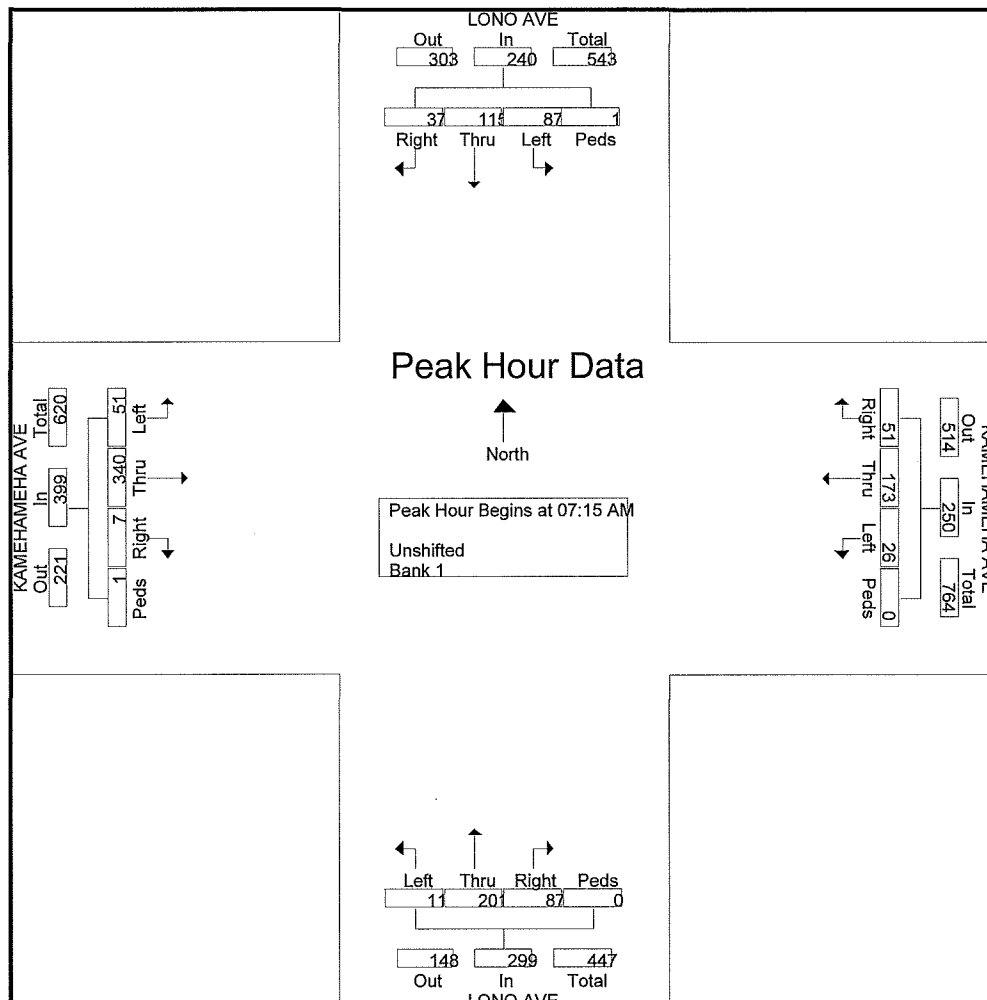 LONO AVE
Out In Total
303 240 543
37 115 87 1
Right Thru Left Peds
Peak Hour Data
North
Peak Hour Begins at 07:15 AM
Unshifted
Bank 1
KAMEHAMEHA AVE
Out In Total
221 399 620
Left Thru Right Peds
51 340 7 1
Right Thru Left Peds
51 173 26 0
Out In Total
514 250 764
KAMEHAMEHA AVE
Left Thru Right Peds
11 201 87 0
148 299 447
Out In Total
LONO AVE